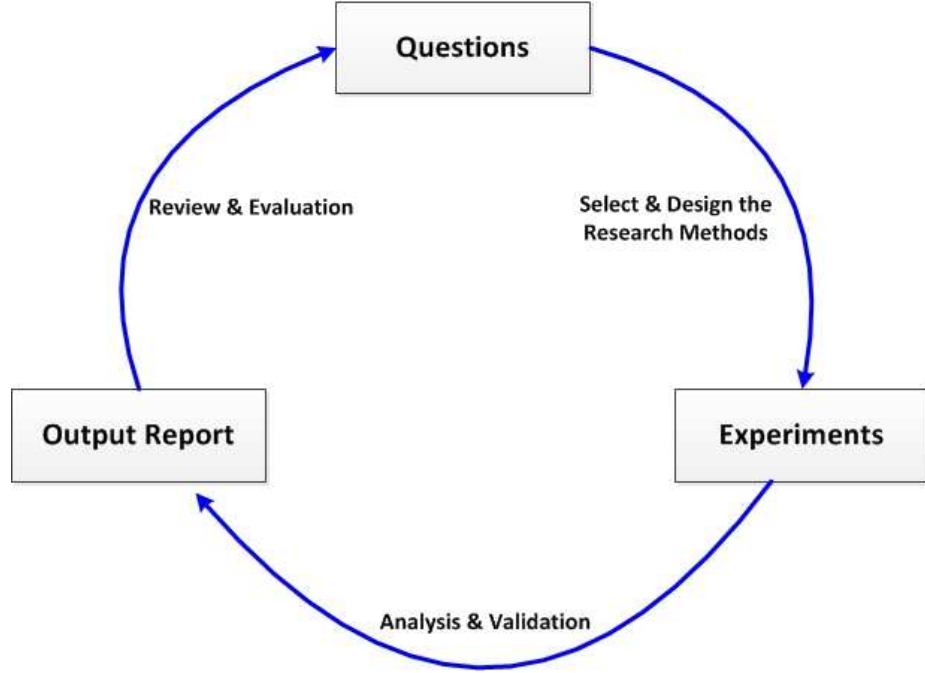 Questions
Review & Evaluation
Select & Design the
Research Methods
Output Report
Experiments
Analysis & Validation